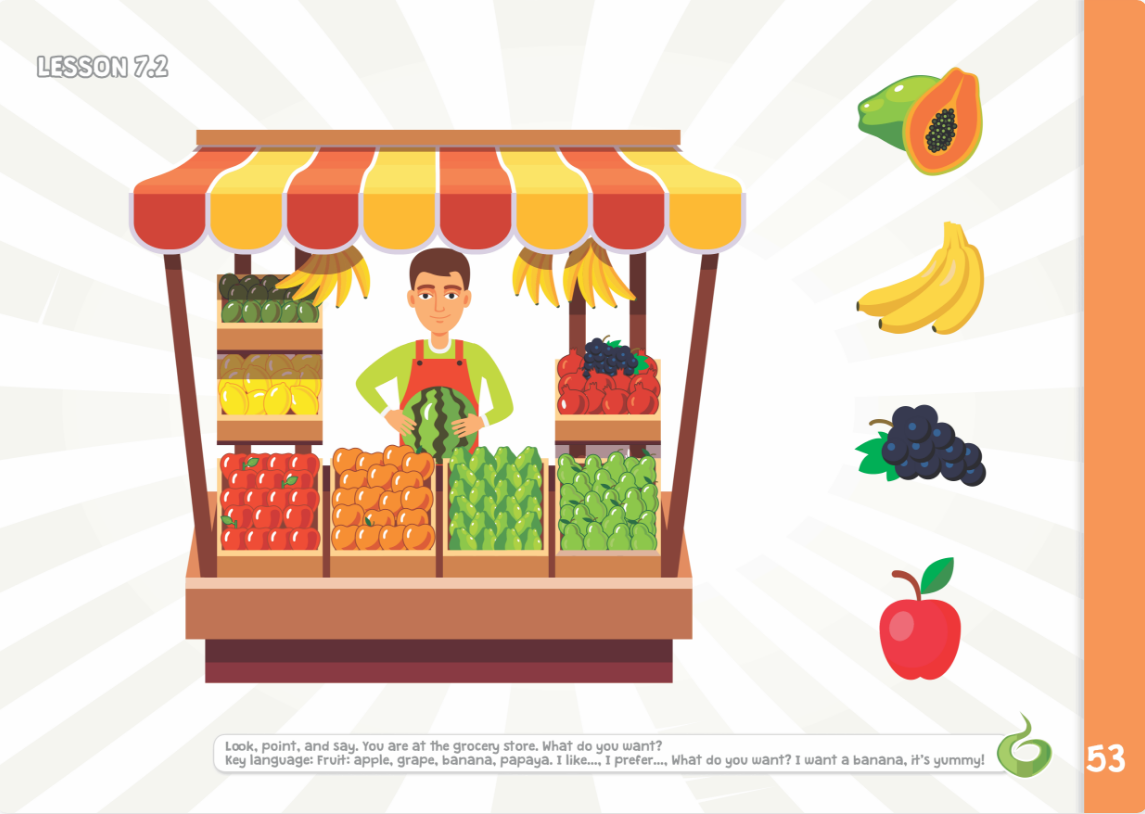 LESSON 7.2
Look, point, and say. You are at the grocery store. What do you want?
Key language: Fruit: apple, grape, banana, papaya. I like..., I prefer..., What do you want? I want a banana, it's yummy!
53